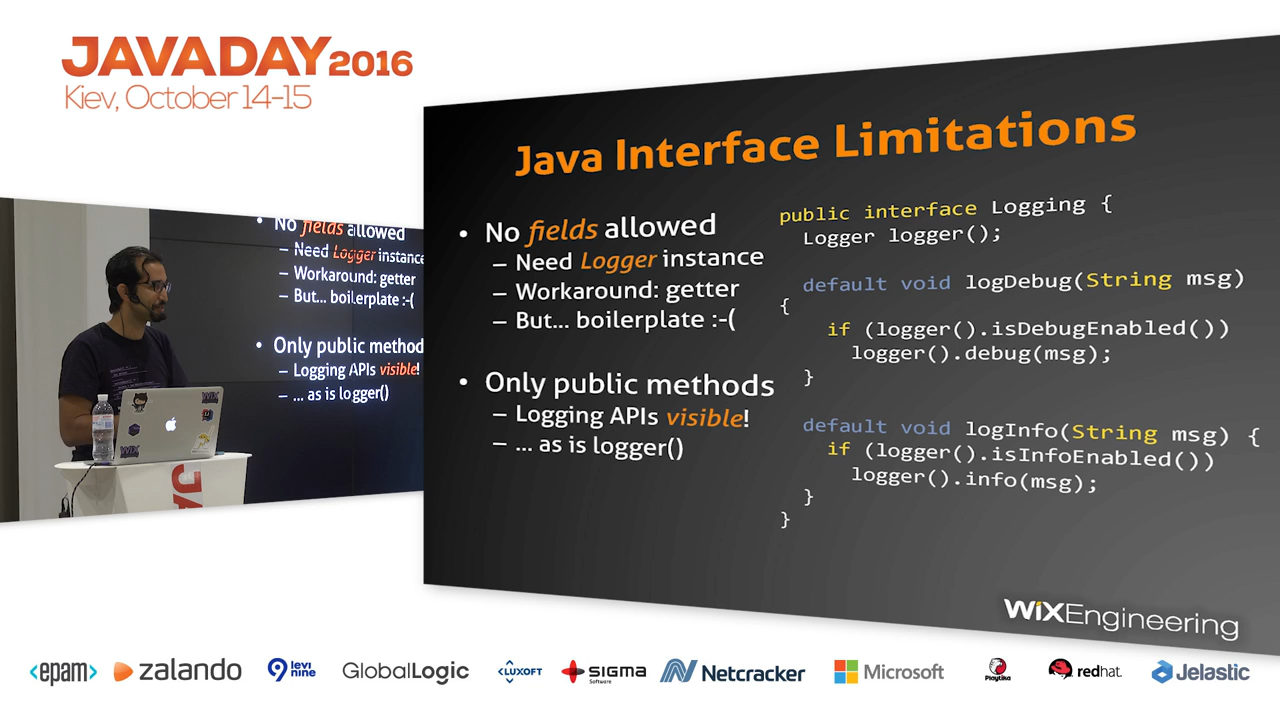 JAVADAY2016
Kiev, October 14-15
Java Interface Limitations
• No fields allowed
– Need Logger instance
– Workaround: getter
– But... boilerplate :-(
• Only public methods
– Logging APIs visible!
– ... as is logger()
public interface Logging {
Logger logger();
default void logDebug(String msg)
{
if (logger().isDebugEnabled())
logger().debug(msg);
}
default void logInfo(String msg) {
if (logger().isInfoEnabled())
logger().info(msg);
}
}
WiXEngineering
• No fields allowed
– Need Logger instance
– Workaround: getter
– But... boilerplate :-(
• Only public method
– Logging APIs visible!
– ... as is logger()
JA
<epam>
zalando
9 levi nine
GlobalLogic
<LUXOFT
SIGMA
Software
Netcracker
Microsoft
Playtika
redhat.
Jelastic